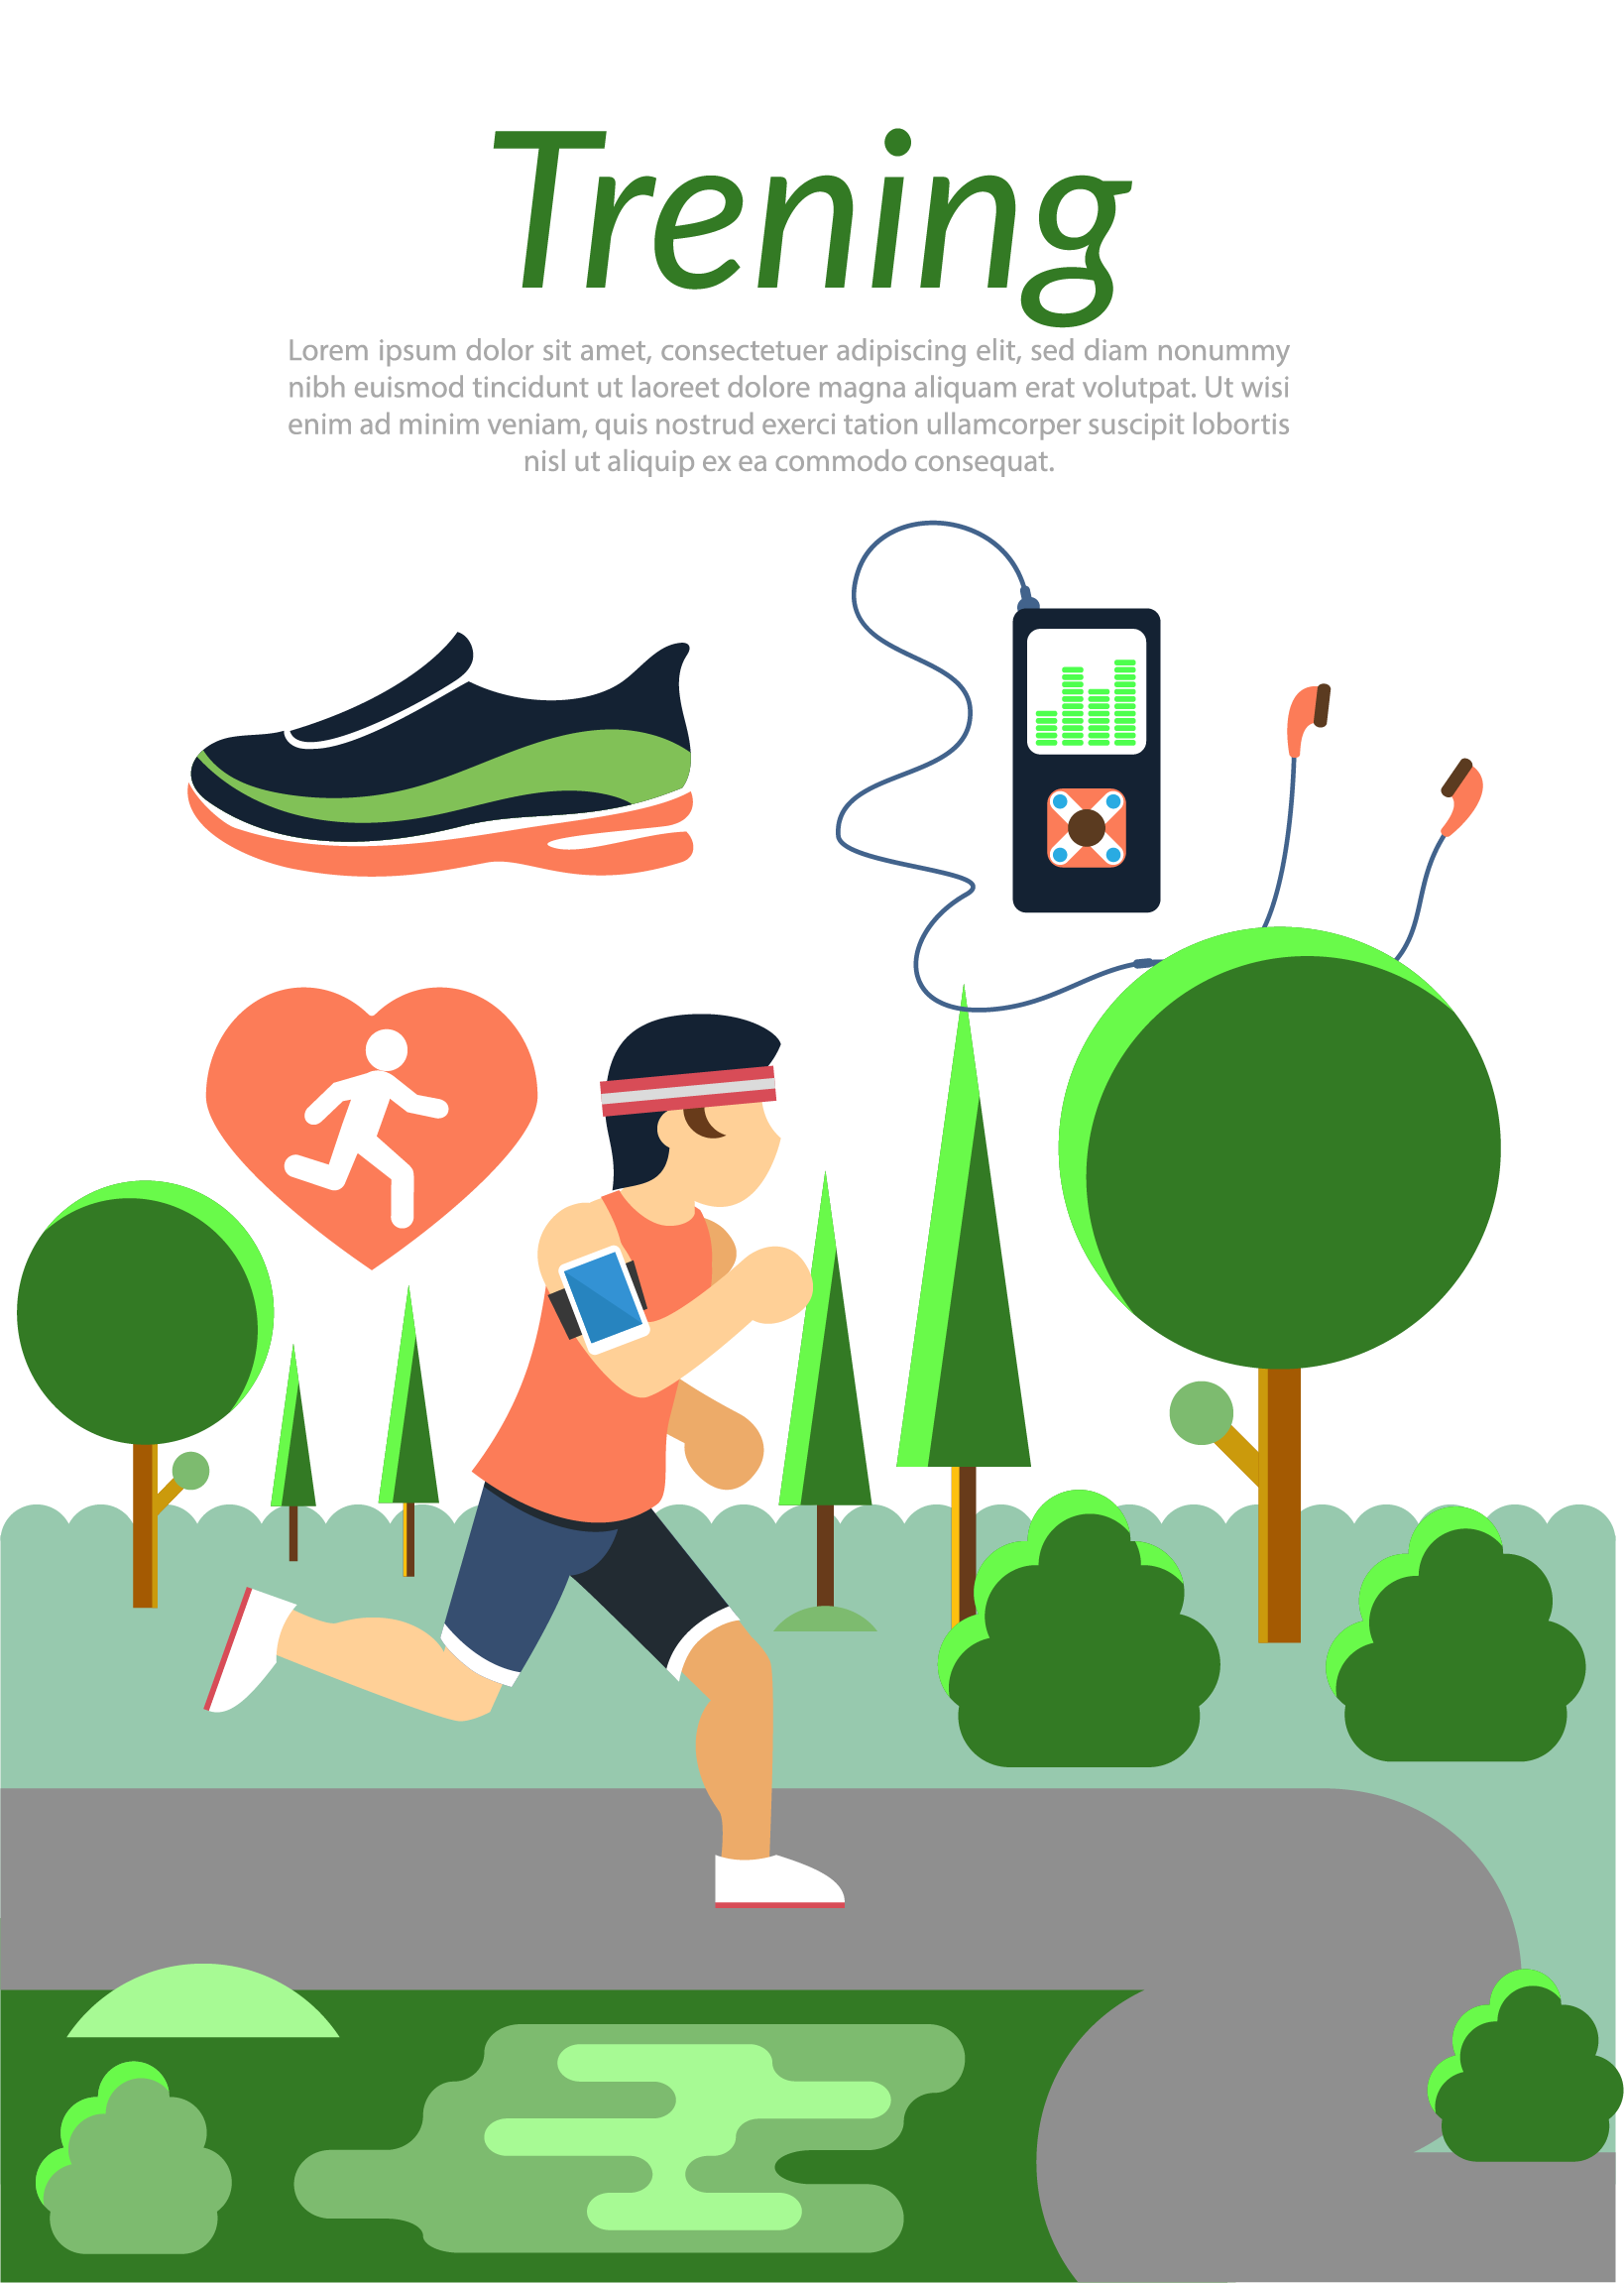 Trening
Lorem ipsum dolor sit amet, consectetuer adipiscing elit, sed diam nonummy
nibh euismod tincidunt ut laoreet dolore magna aliquam erat volutpat. Ut wisi
enim ad minim veniam, quis nostrud exerci tation ullamcorper suscipit lobortis
nisl ut aliquip ex ea commodo consequat.